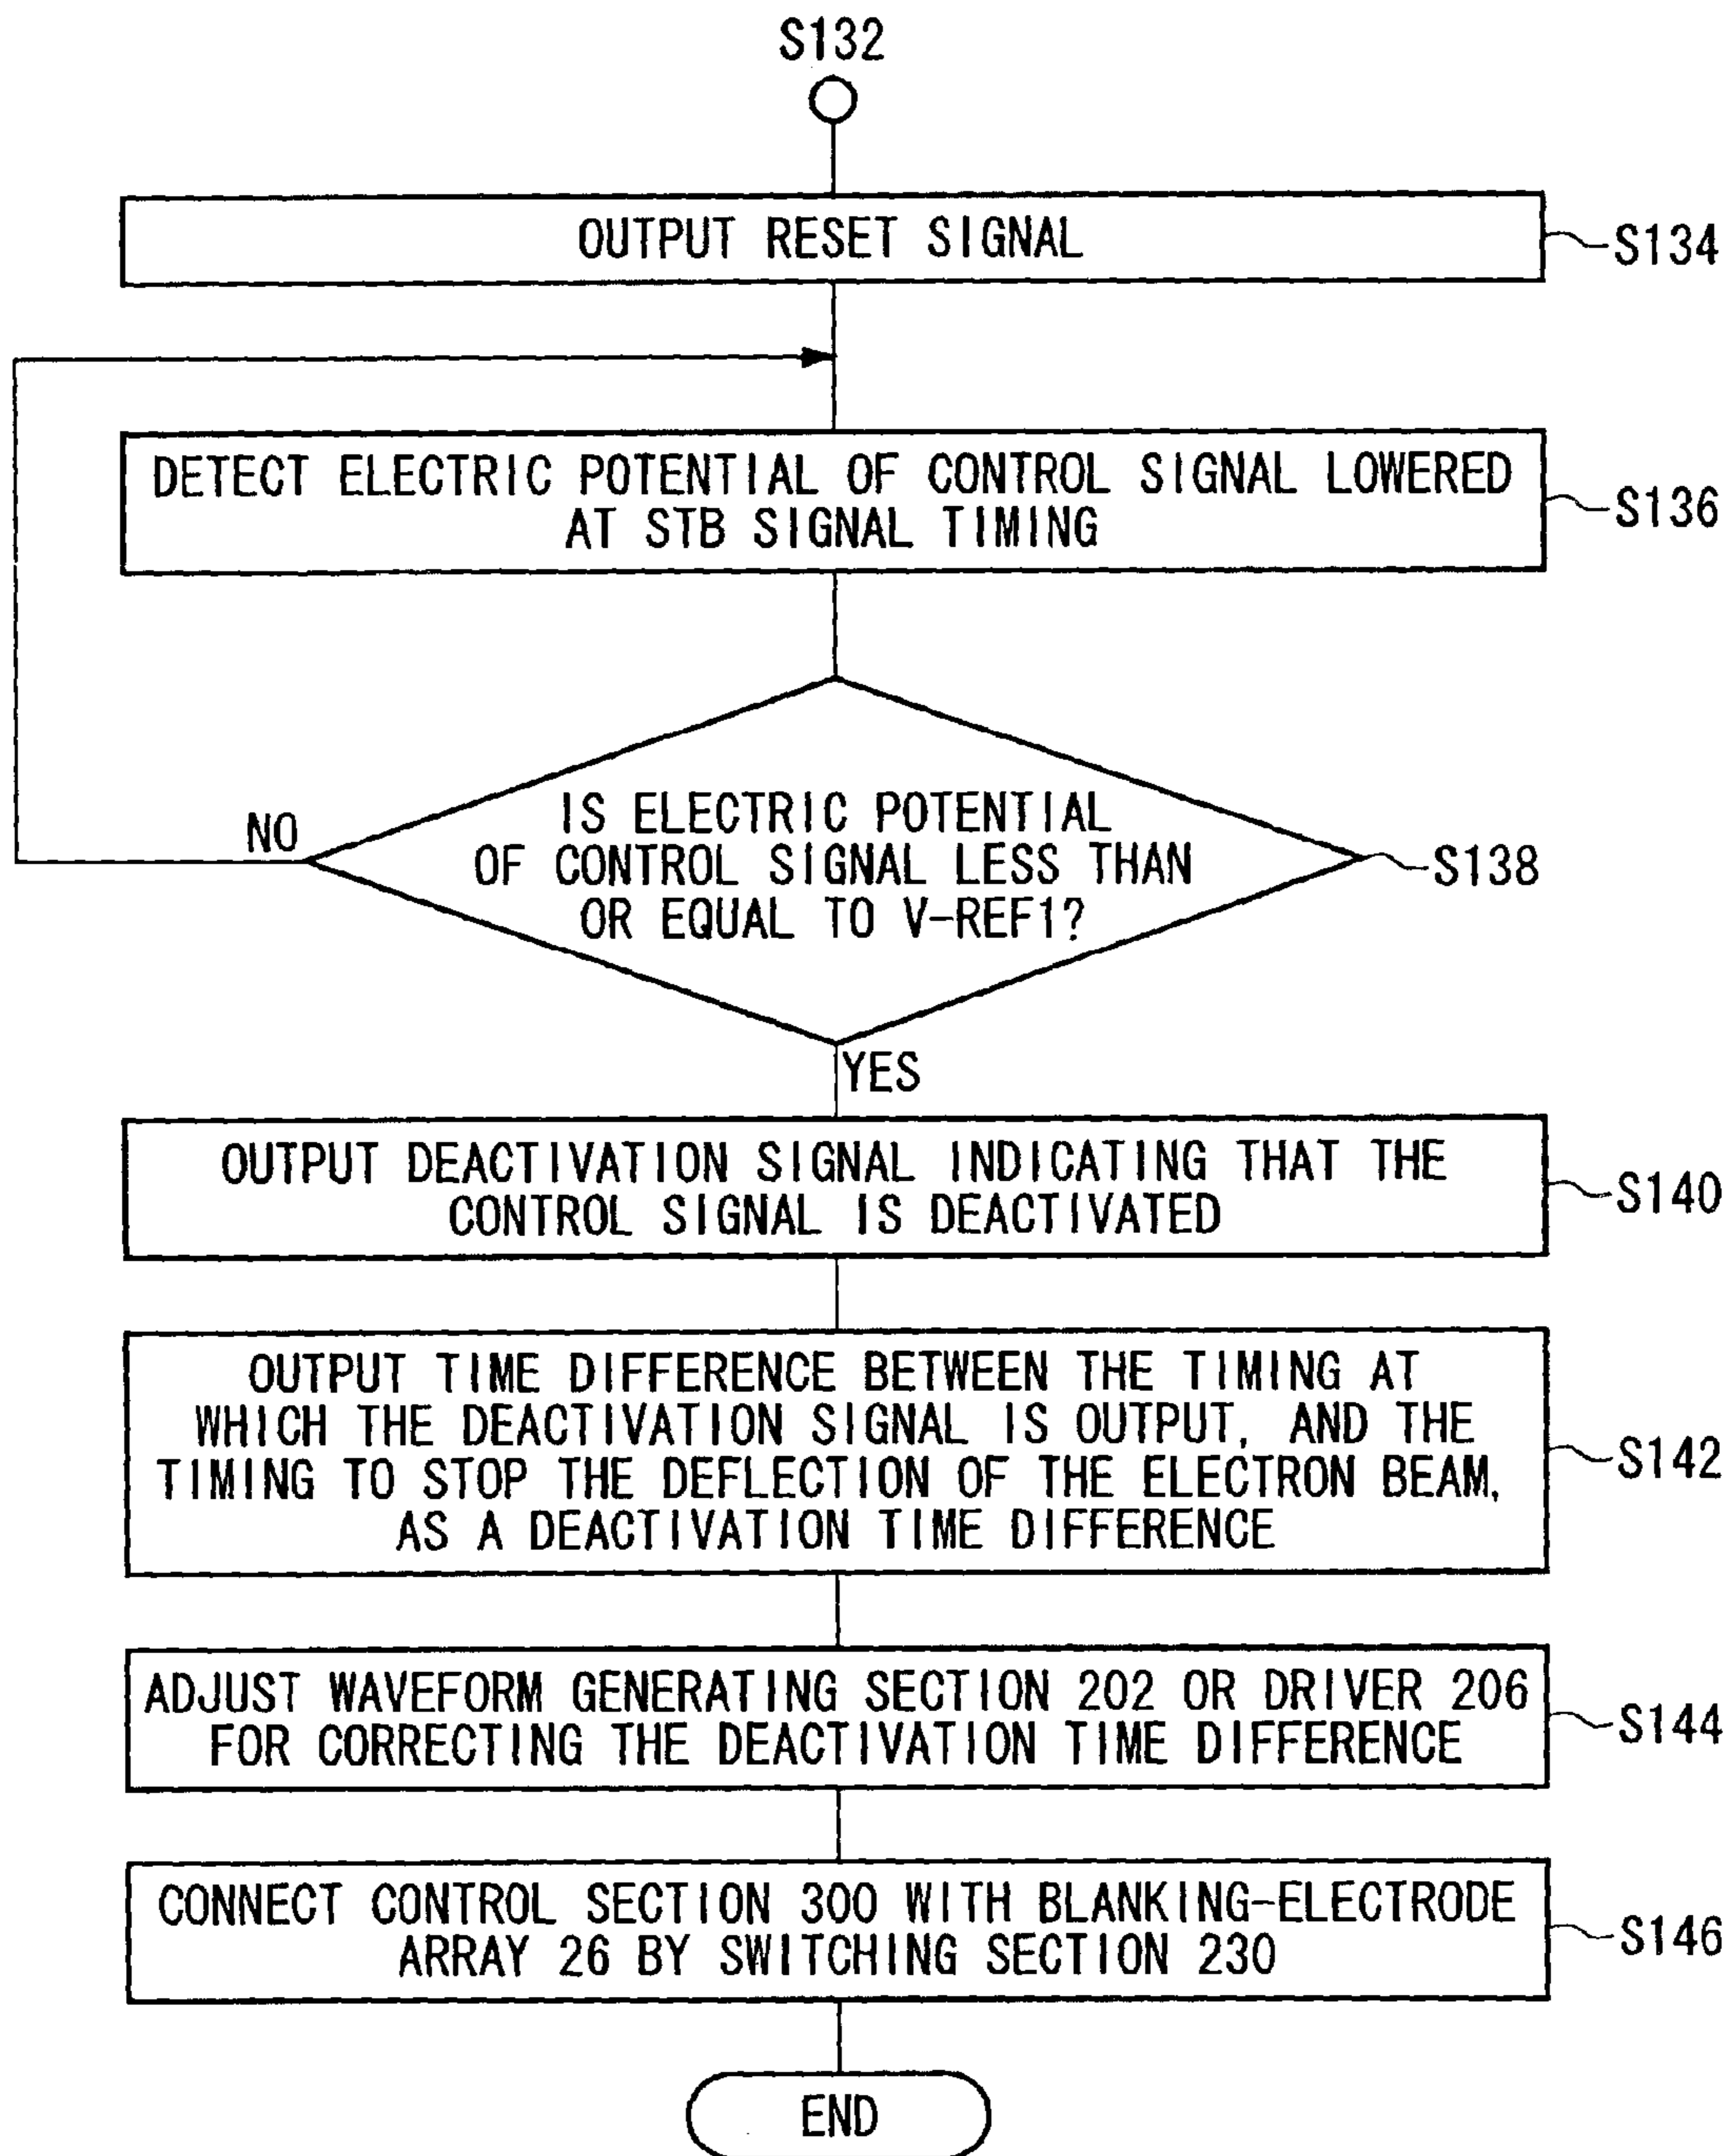 S132
OUTPUT RESET SIGNAL
S134
DETECT ELECTRIC POTENTIAL OF CONTROL SIGNAL LOWERED
AT STB SIGNAL TIMING
S136
IS ELECTRIC POTENTIAL
OF CONTROL SIGNAL LESS THAN
OR EQUAL TO V-REF1?
NO
S138
YES
OUTPUT DEACTIVATION SIGNAL INDICATING THAT THE
CONTROL SIGNAL IS DEACTIVATED
S140
OUTPUT TIME DIFFERENCE BETWEEN THE TIMING AT
WHICH THE DEACTIVATION SIGNAL IS OUTPUT, AND THE
TIMING TO STOP THE DEFLECTION OF THE ELECTRON BEAM,
AS A DEACTIVATION TIME DIFFERENCE
S142
ADJUST WAVEFORM GENERATING SECTION 202 OR DRIVER 206
FOR CORRECTING THE DEACTIVATION TIME DIFFERENCE
S144
CONNECT CONTROL SECTION 300 WITH BLANKING-ELECTRODE
ARRAY 26 BY SWITCHING SECTION 230
S146
END